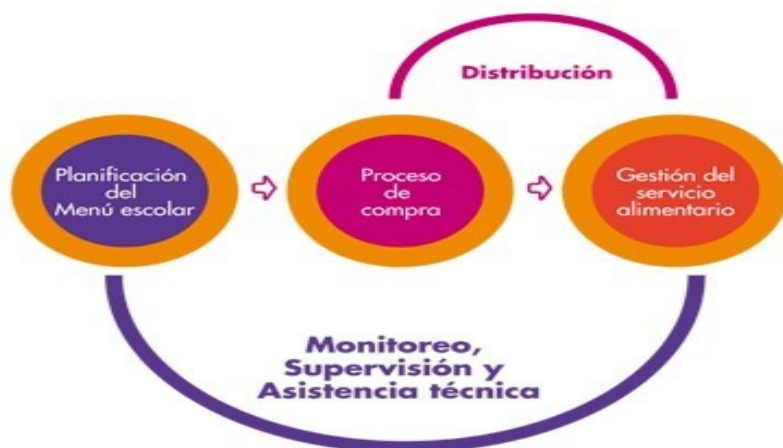 Distribución
Planificación
del
Menú escolar
Proceso
de
compra
Gestión del
servicio
alimentario
Monitoreo,
Supervisión y
Asistencia técnica